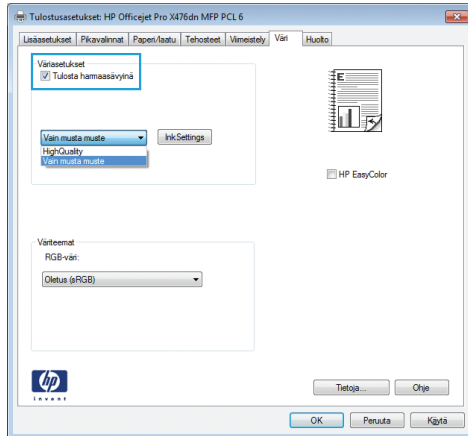 Tulostusasetukset: HP Officejet Pro X476dn MFP PCL 6
Lisäasetukset Pikavalinnat Paperi/laatu Tehosteet Viimeistely Väri Huolto
Väriasetukset
Tulosta harmaasävyinä
Vain musta muste InkSettings
HighQuality
Vain musta muste
HP EasyColor
Väriteemat
RGB-väri:
Oletus (sRGB)
hp
invent
Tietoja... Ohje
OK Peruuta Käytä